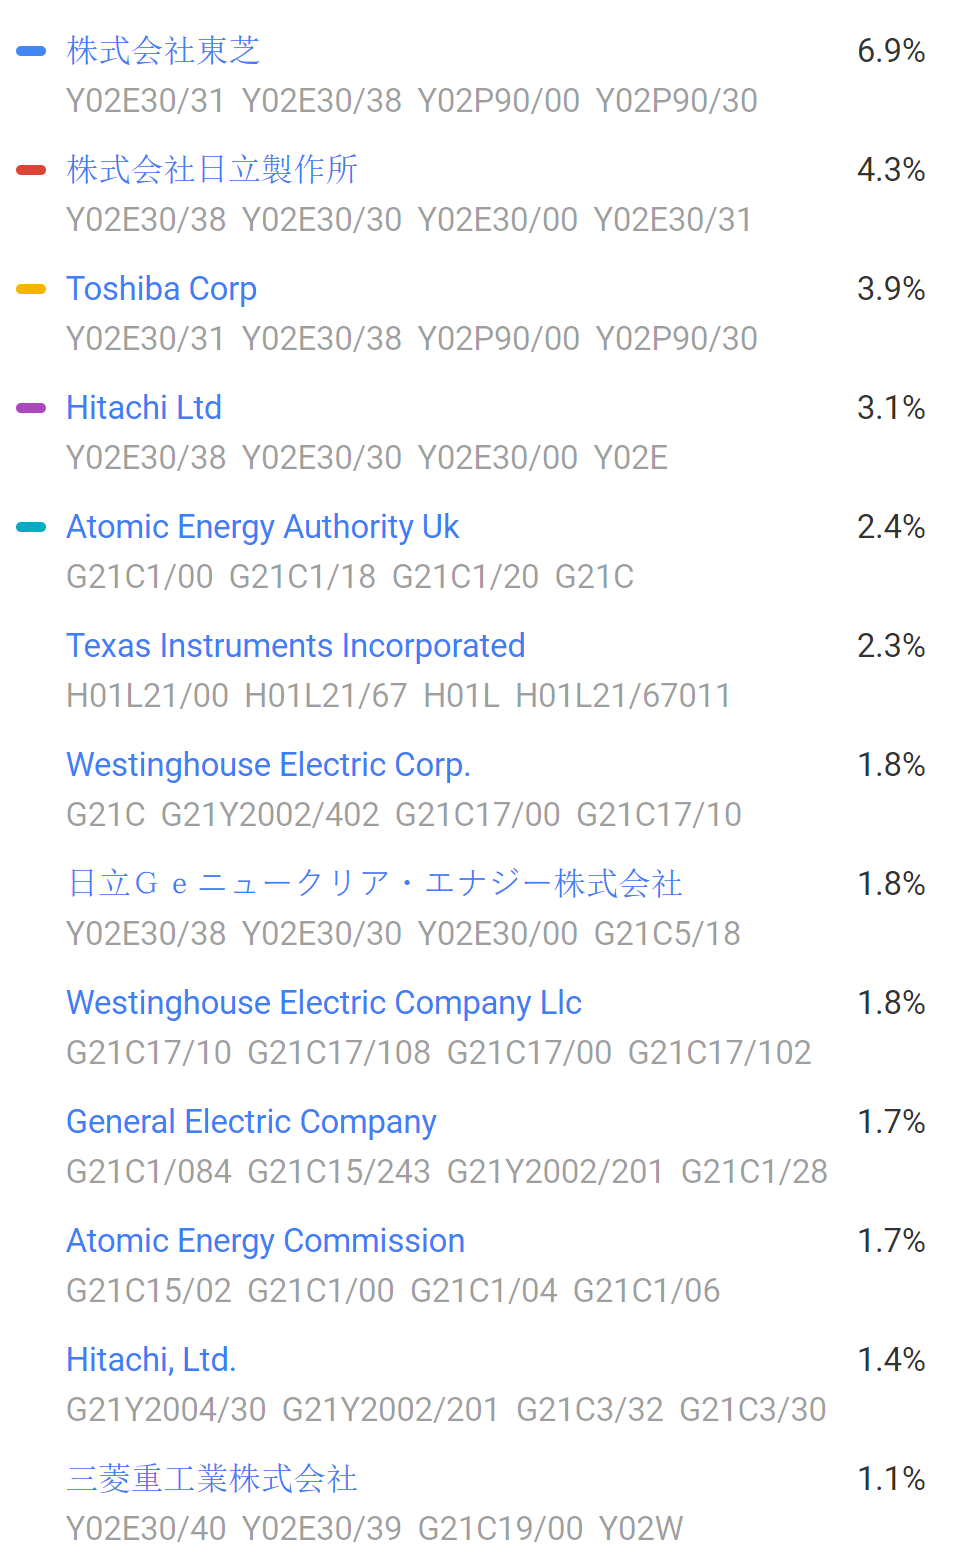 株式会社東芝 6.9%
Y02E30/31 Y02E30/38 Y02P90/00 Y02P90/30
株式会社日立製作所 4.3%
Y02E30/38 Y02E30/30 Y02E30/00 Y02E30/31
Toshiba Corp 3.9%
Y02E30/31 Y02E30/38 Y02P90/00 Y02P90/30
Hitachi Ltd 3.1%
Y02E30/38 Y02E30/30 Y02E30/00 Y02E
Atomic Energy Authority Uk 2.4%
G21C1/00 G21C1/18 G21C1/20 G21C
Texas Instruments Incorporated 2.3%
H01L21/00 H01L21/67 H01L H01L21/67011
Westinghouse Electric Corp. 1.8%
G21C G21Y2002/402 G21C17/00 G21C17/10
日立Ｇｅニュークリア・エナジー株式会社 1.8%
Y02E30/38 Y02E30/30 Y02E30/00 G21C5/18
Westinghouse Electric Company Llc 1.8%
G21C17/10 G21C17/108 G21C17/00 G21C17/102
General Electric Company 1.7%
G21C1/084 G21C15/243 G21Y2002/201 G21C1/28
Atomic Energy Commission 1.7%
G21C15/02 G21C1/00 G21C1/04 G21C1/06
Hitachi, Ltd. 1.4%
G21Y2004/30 G21Y2002/201 G21C3/32 G21C3/30
三菱重工業株式会社 1.1%
Y02E30/40 Y02E30/39 G21C19/00 Y02W